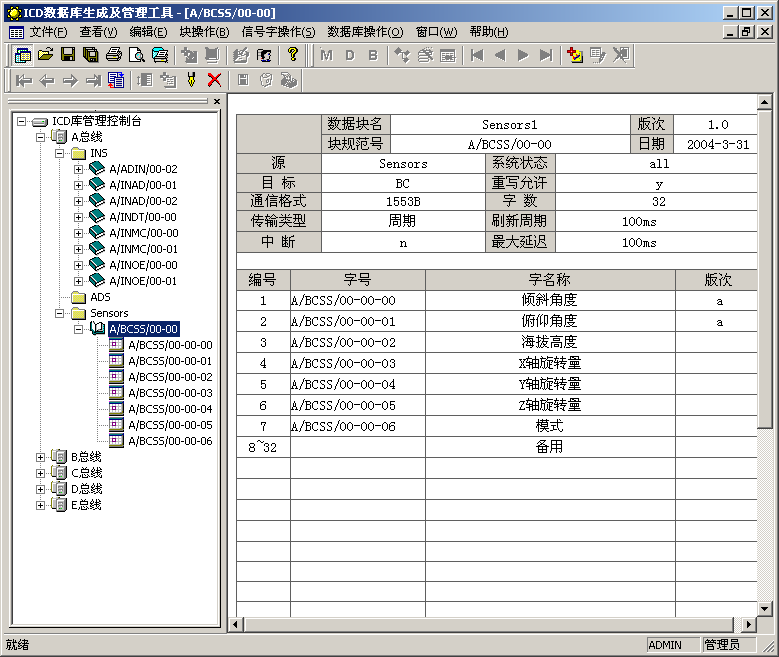 ICD数据库生成及管理工具 - [A/BCSS/00-00]
文件(F) 查看(V) 编辑(E) 块操作(B) 信号字操作(S) 数据库操作(O) 窗口(W) 帮助(H)
M D B
ICD库管理控制台
A总线
INS
A/ADIN/00-02
A/INAD/00-01
A/INAD/00-02
A/INDT/00-00
A/INMC/00-00
A/INMC/00-01
A/INOE/00-00
A/INOE/00-01
ADS
Sensors
A/BCSS/00-00
A/BCSS/00-00-00
A/BCSS/00-00-01
A/BCSS/00-00-02
A/BCSS/00-00-03
A/BCSS/00-00-04
A/BCSS/00-00-05
A/BCSS/00-00-06
B总线
C总线
D总线
E总线
数据块名 Sensors1 版次 1.0
块规范号 A/BCSS/00-00 日期 2004-3-31
源 Sensors 系统状态 all
目 标 BC 重写允许 y
通信格式 1553B 字 数 32
传输类型 周期 刷新周期 100ms
中 断 n 最大延迟 100ms
编号 字号 字名称 版次
1 A/BCSS/00-00-00 倾斜角度 a
2 A/BCSS/00-00-01 俯仰角度 a
3 A/BCSS/00-00-02 海拔高度
4 A/BCSS/00-00-03 X轴旋转量
5 A/BCSS/00-00-04 Y轴旋转量
6 A/BCSS/00-00-05 Z轴旋转量
7 A/BCSS/00-00-06 模式
8~32 备用
就绪 ADMIN 管理员